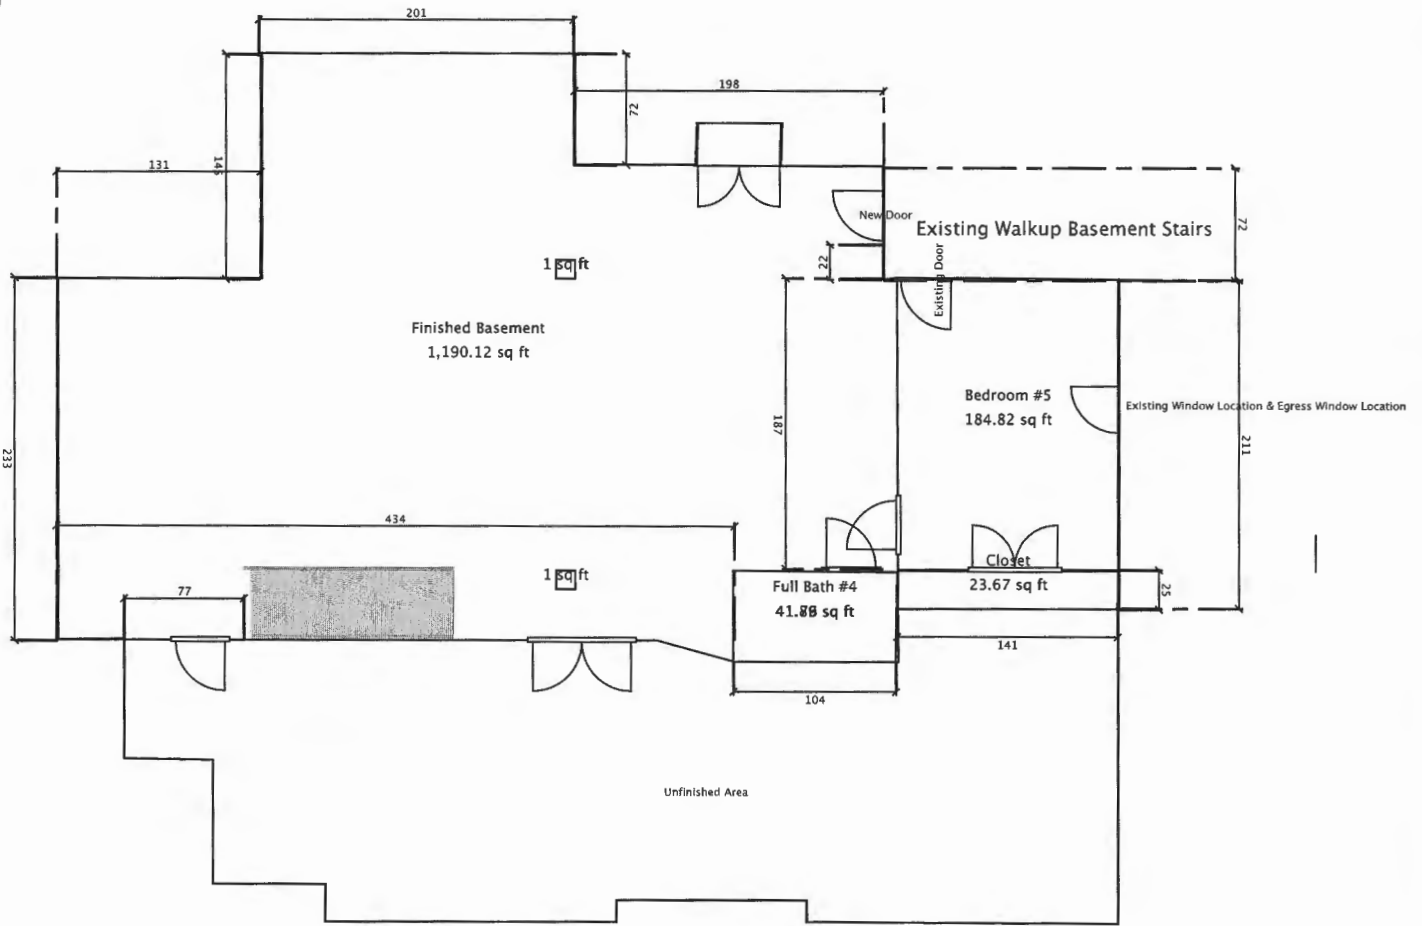 201
198
72
131
145
New Door
Existing Walkup Basement Stairs
72
22
Existing Door
1 sq ft
Finished Basement
1,190.12 sq ft
Bedroom #5
184.82 sq ft
Existing Window Location & Egress Window Location
187
211
233
434
1 sq ft
77
Full Bath #4
sq ft
Closet
23.67 sq ft
25
141
104
Unfinished Area